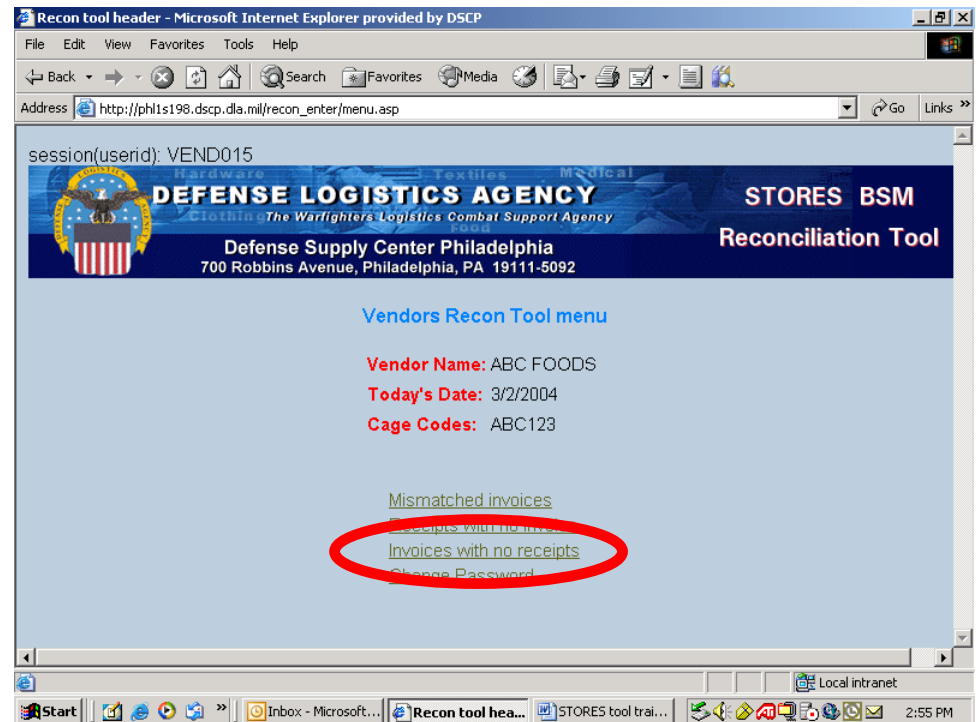 Recon tool header - Microsoft Internet Explorer provided by DSCP
File Edit View Favorites Tools Help
Back Search Favorites Media
Address http://phl1s198.dscp.dla.mil/recon_enter/menu.asp Go Links »
session(userid): VEND015
Hardware Textiles Medical
DEFENSE LOGISTICS AGENCY
Clothing The Warfighters Logistics Combat Support Agency
Food
Defense Supply Center Philadelphia
700 Robbins Avenue, Philadelphia, PA 19111-5092
STORES BSM
Reconciliation Tool
Vendors Recon Tool menu
Vendor Name: ABC FOODS
Today's Date: 3/2/2004
Cage Codes: ABC123
Mismatched invoices
Receipts with no
Invoices with no receipts
Change Password
Local intranet
Start » Inbox - Microsoft... Recon tool hea... STORES tool trai... 2:55 PM